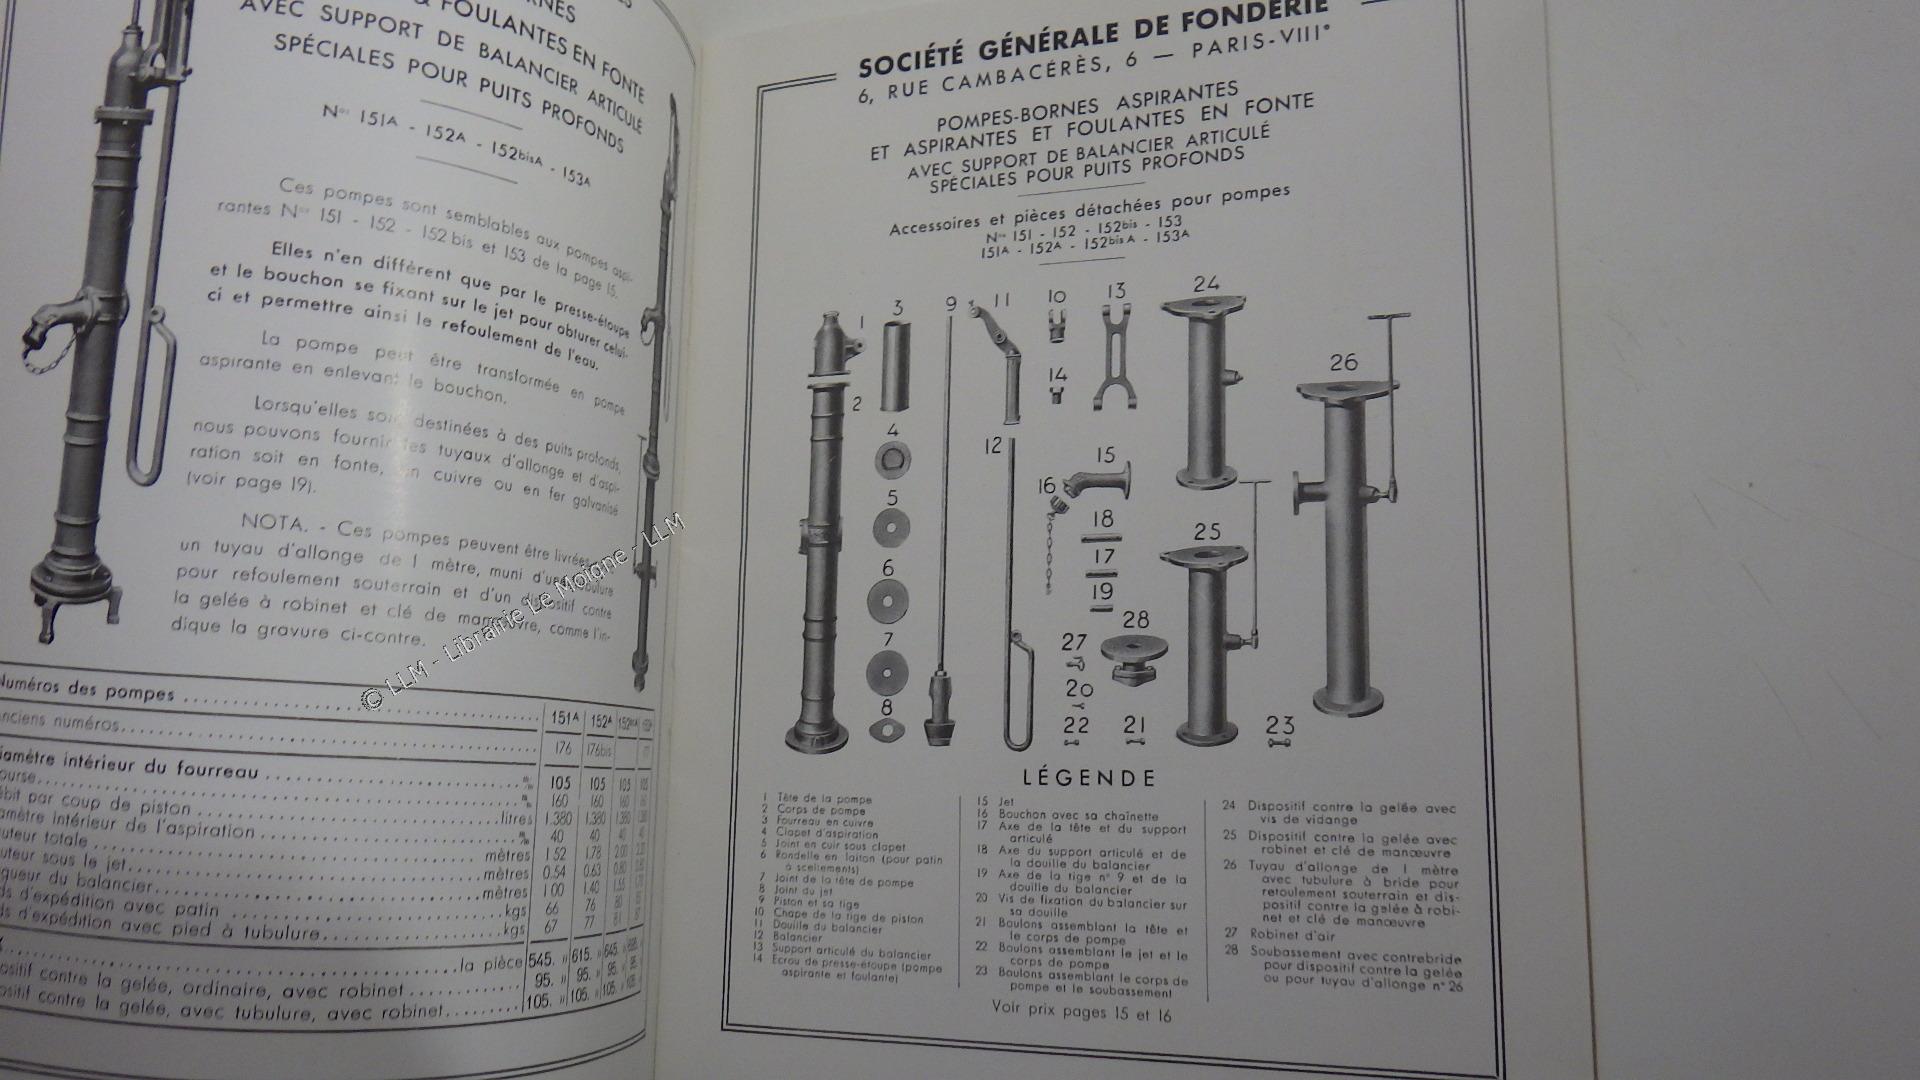 & FOULANTES EN FONTE
AVEC SUPPORT DE BALANCIER ARTICULÉ
SPÉCIALES POUR PUITS PROFONDS
Nos 151A - 152A - 152bisA - 153A
Ces pompes sont semblables aux pompes aspi-
rantes Nos 151 - 152 - 152 bis et 153 de la page 15.
Elles n'en diffèrent que par le presse-étoupe
et le bouchon se fixant sur le jet pour obturer celui-
ci et permettre ainsi le refoulement de l'eau.
La pompe peut être transformée en pompe
aspirante en enlevant le bouchon.
Lorsqu'elles sont destinées à des puits profonds,
nous pouvons fournir les tuyaux d'allonge et d'aspi-
ration soit en fonte, en cuivre ou en fer galvanisé
(voir page 19).
NOTA. - Ces pompes peuvent être livrées
un tuyau d'allonge de 1 mètre, muni d'une tubulure
pour refoulement souterrain et d'un dispositif contre
la gelée à robinet et clé de manœuvre, comme l'in-
dique la gravure ci-contre.
© LLM - Librairie Le Moigne - LLM
Numéros des pompes 151A 152A 152bisA
anciens numéros 176 176bis
diamètre intérieur du fourreau 105 105 105 105
course 160 160 160
débit par coup de piston litres 1.380 1.380 1.380
diamètre intérieur de l'aspiration 40 40 40
hauteur totale mètres 1 52 1.78 2.00
hauteur sous le jet mètres 0.54 0.63 0.80
longueur du balancier mètres 1 00 1.40 1.55
poids d'expédition avec patin kgs 66 76 80
poids d'expédition avec pied à tubulure kgs 67 77 81
la pièce 545. » 615. » 645. »
dispositif contre la gelée, ordinaire, avec robinet 95. » 95. » 95. »
dispositif contre la gelée, avec tubulure, avec robinet 105. » 105. » 105. »
SOCIÉTÉ GÉNÉRALE DE FONDERIE
6, RUE CAMBACÉRÈS, 6 — PARIS-VIII°
POMPES-BORNES ASPIRANTES
ET ASPIRANTES ET FOULANTES EN FONTE
AVEC SUPPORT DE BALANCIER ARTICULÉ
SPÉCIALES POUR PUITS PROFONDS
Accessoires et pièces détachées pour pompes
Nos 151 - 152 - 152bis - 153
151A - 152A - 152bisA - 153A
1 3 9 11 10 13 24
2 4 14 26
12 15
5 16 18 25
17
6 19
7 27 28
20
8 22 21 23
LÉGENDE
1 Tête de la pompe
2 Corps de pompe
3 Fourreau en cuivre
4 Clapet d'aspiration
5 Joint en cuir sous clapet
6 Rondelle en laiton (pour patin
à scellements)
7 Joint de la tête de pompe
8 Joint du jet
9 Piston et sa tige
10 Chape de la tige de piston
11 Douille du balancier
12 Balancier
13 Support articulé du balancier
14 Ecrou de presse-étoupe (pompe
aspirante et foulante)
15 Jet
16 Bouchon avec sa chaînette
17 Axe de la tête et du support
articulé
18 Axe du support articulé et de
la douille du balancier
19 Axe de la tige n° 9 et de la
douille du balancier
20 Vis de fixation du balancier sur
sa douille
21 Boulons assemblant la tête et
le corps de pompe
22 Boulons assemblant le jet et le
corps de pompe
23 Boulons assemblant le corps de
pompe et le soubassement
24 Dispositif contre la gelée avec
vis de vidange
25 Dispositif contre la gelée avec
robinet et clé de manœuvre
26 Tuyau d'allonge de 1 mètre
avec tubulure à bride pour
refoulement souterrain et dis-
positif contre la gelée à robi-
net et clé de manœuvre
27 Robinet d'air
28 Soubassement avec contrebride
pour dispositif contre la gelée
ou pour tuyau d'allonge n° 26
Voir prix pages 15 et 16